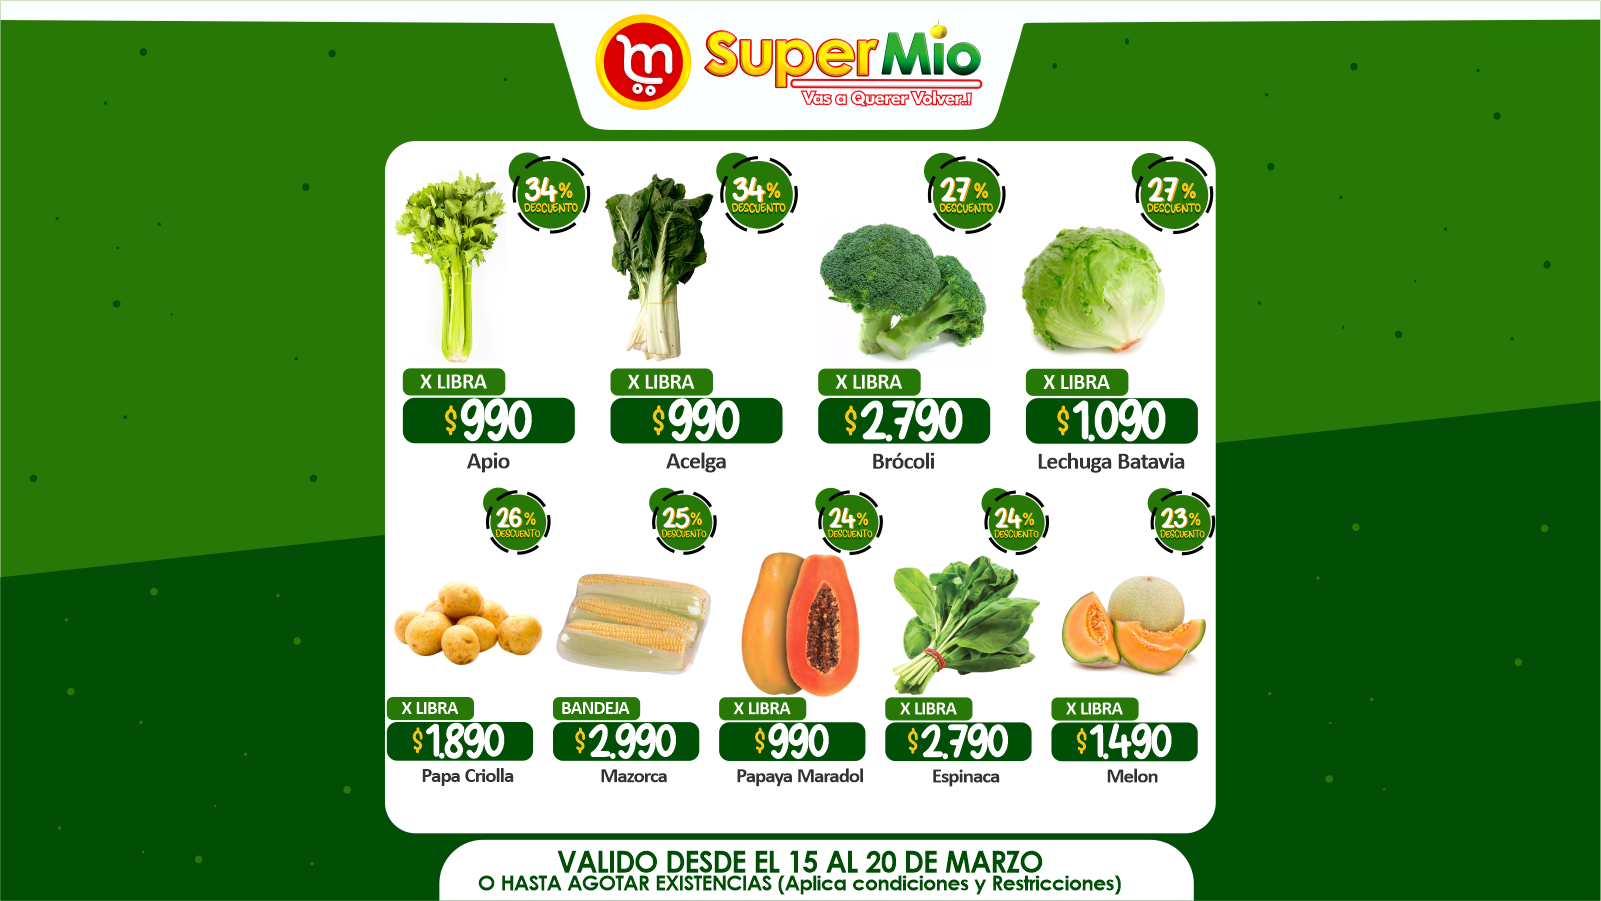 SuperMio
Vas a Querer Volver..!
34% DESCUENTO
34% DESCUENTO
27% DESCUENTO
27% DESCUENTO
X LIBRA
X LIBRA
X LIBRA
X LIBRA
$990
$990
$2.790
$1.090
Apio
Acelga
Brócoli
Lechuga Batavia
26% DESCUENTO
25% DESCUENTO
24% DESCUENTO
24% DESCUENTO
23% DESCUENTO
X LIBRA
BANDEJA
X LIBRA
X LIBRA
X LIBRA
$1.890
$2.990
$990
$2.790
$1.490
Papa Criolla
Mazorca
Papaya Maradol
Espinaca
Melon
VALIDO DESDE EL 15 AL 20 DE MARZO
O HASTA AGOTAR EXISTENCIAS (Aplica condiciones y Restricciones)